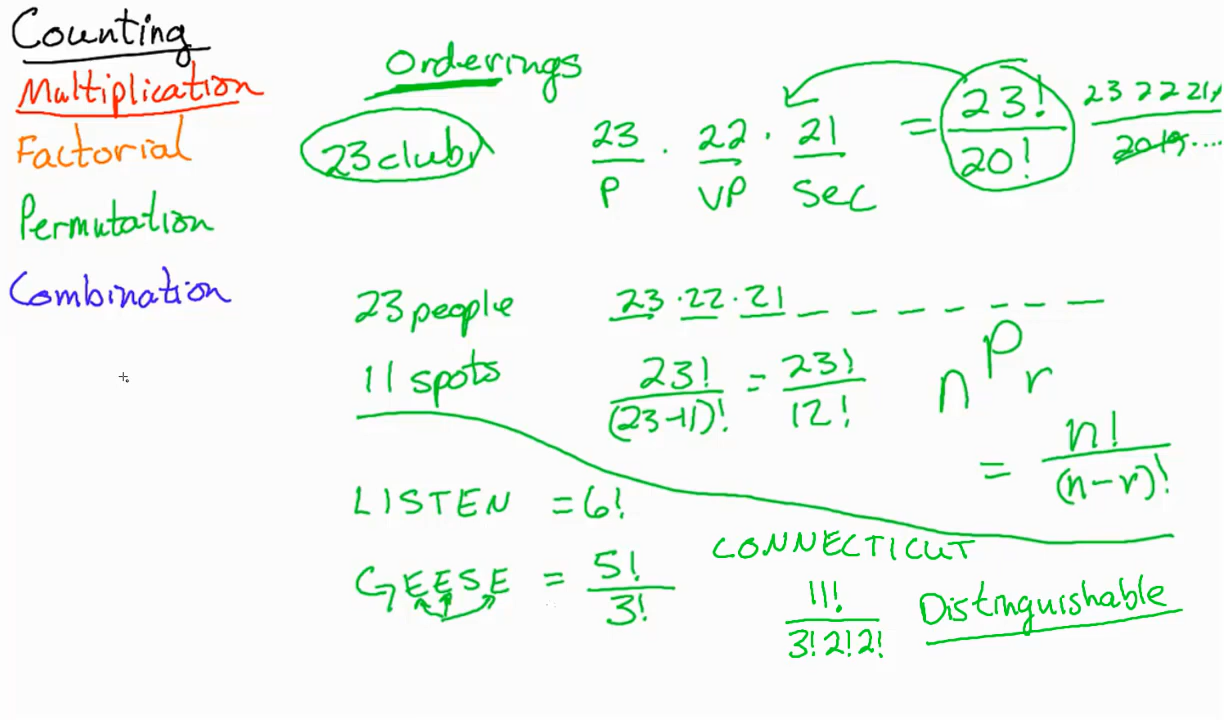 Counting
Multiplication
Factorial
Permutation
Combination
Orderings
23 club
23/P · 22/VP · 21/Sec = 23!/20! 23 22 21/20 19....
23 people 23 · 22 · 21 _ _ _ _ _ _ _
11 spots 23!/(23-11)! = 23!/12!
nPr
= n!/(n-r)!
LISTEN = 6!
GEESE = 5!/3!
CONNECTICUT
11!/3!2!2! Distinguishable